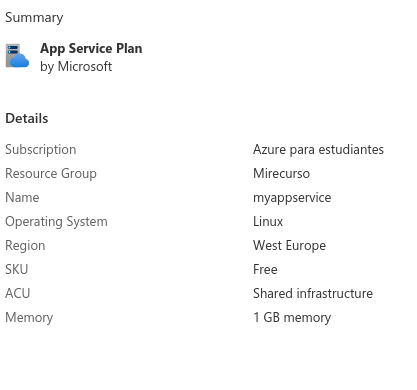 Summary
App Service Plan
by Microsoft
Details
Subscription Azure para estudiantes
Resource Group Mirecurso
Name myappservice
Operating System Linux
Region West Europe
SKU Free
ACU Shared infrastructure
Memory 1 GB memory